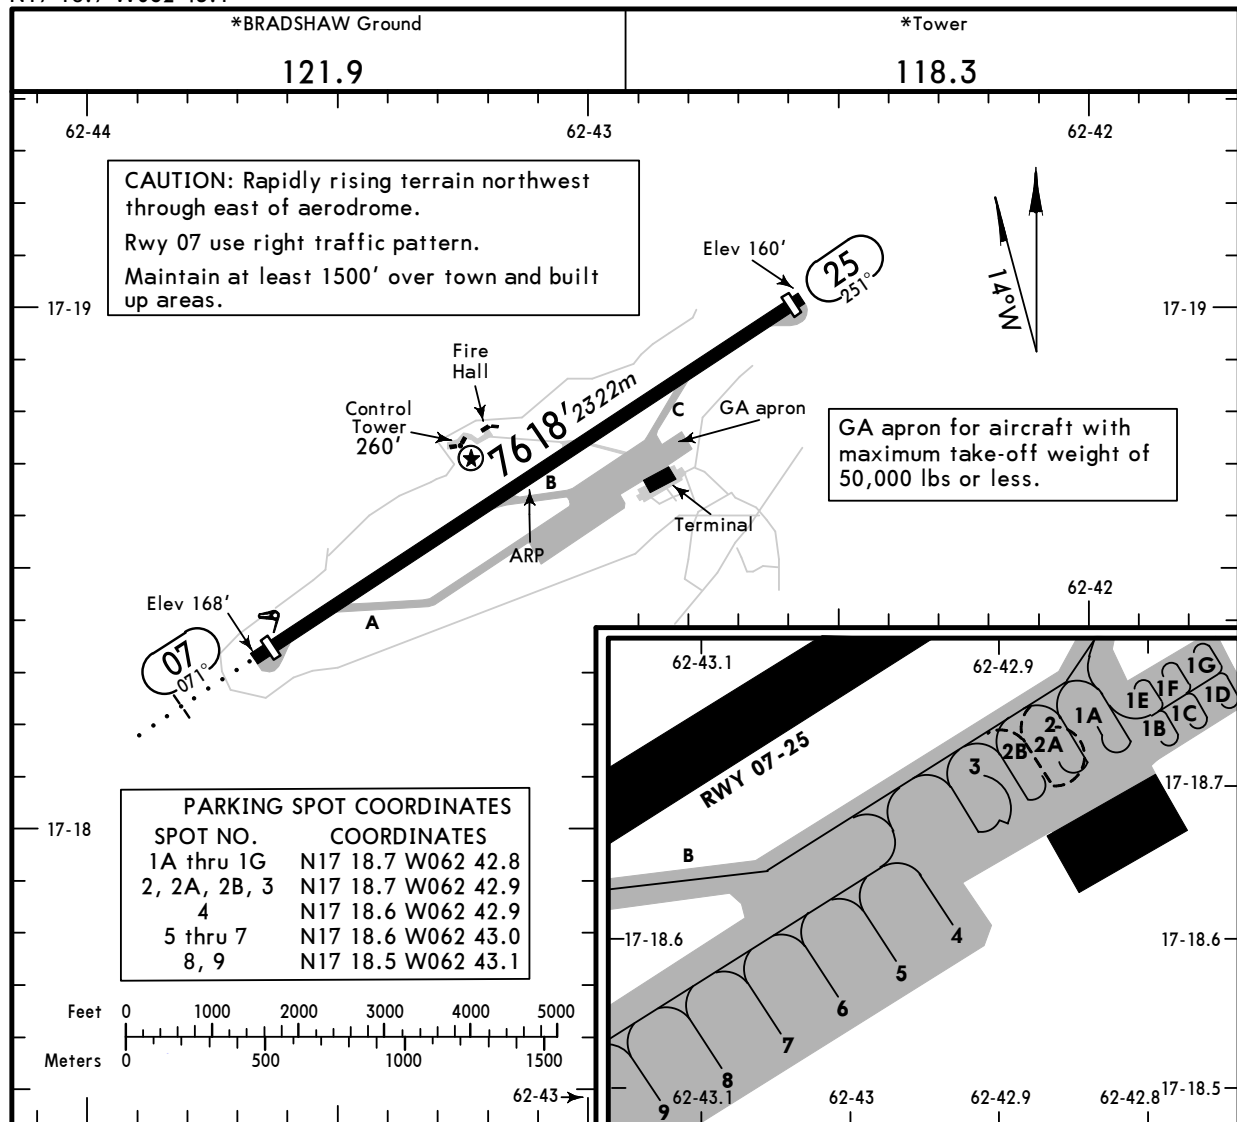 *BRADSHAW Ground
*Tower
121.9
118.3
62-44
62-43
62-42
CAUTION: Rapidly rising terrain northwest
through east of aerodrome.
Rwy 07 use right traffic pattern.
Maintain at least 1500' over town and built
up areas.
Elev 160'
25
251°
14°W
17-19
17-19
Fire
Hall
Control
Tower
260'
7618' 2322m
C
GA apron
GA apron for aircraft with
maximum take-off weight of
50,000 lbs or less.
B
Terminal
ARP
Elev 168'
A
07
071°
62-42
62-43.1
62-42.9
1G
1F
1E
1D
1C
1B
1A
2-
2A
2B
3
RWY 07-25
17-18.7
B
17-18
PARKING SPOT COORDINATES
SPOT NO. COORDINATES
1A thru 1G N17 18.7 W062 42.8
2, 2A, 2B, 3 N17 18.7 W062 42.9
4 N17 18.6 W062 42.9
5 thru 7 N17 18.6 W062 43.0
8, 9 N17 18.5 W062 43.1
17-18.6
4
17-18.6
5
6
7
8
9
Feet 0 1000 2000 3000 4000 5000
Meters 0 500 1000 1500
62-43
62-43.1
62-43
62-42.9
62-42.8
17-18.5